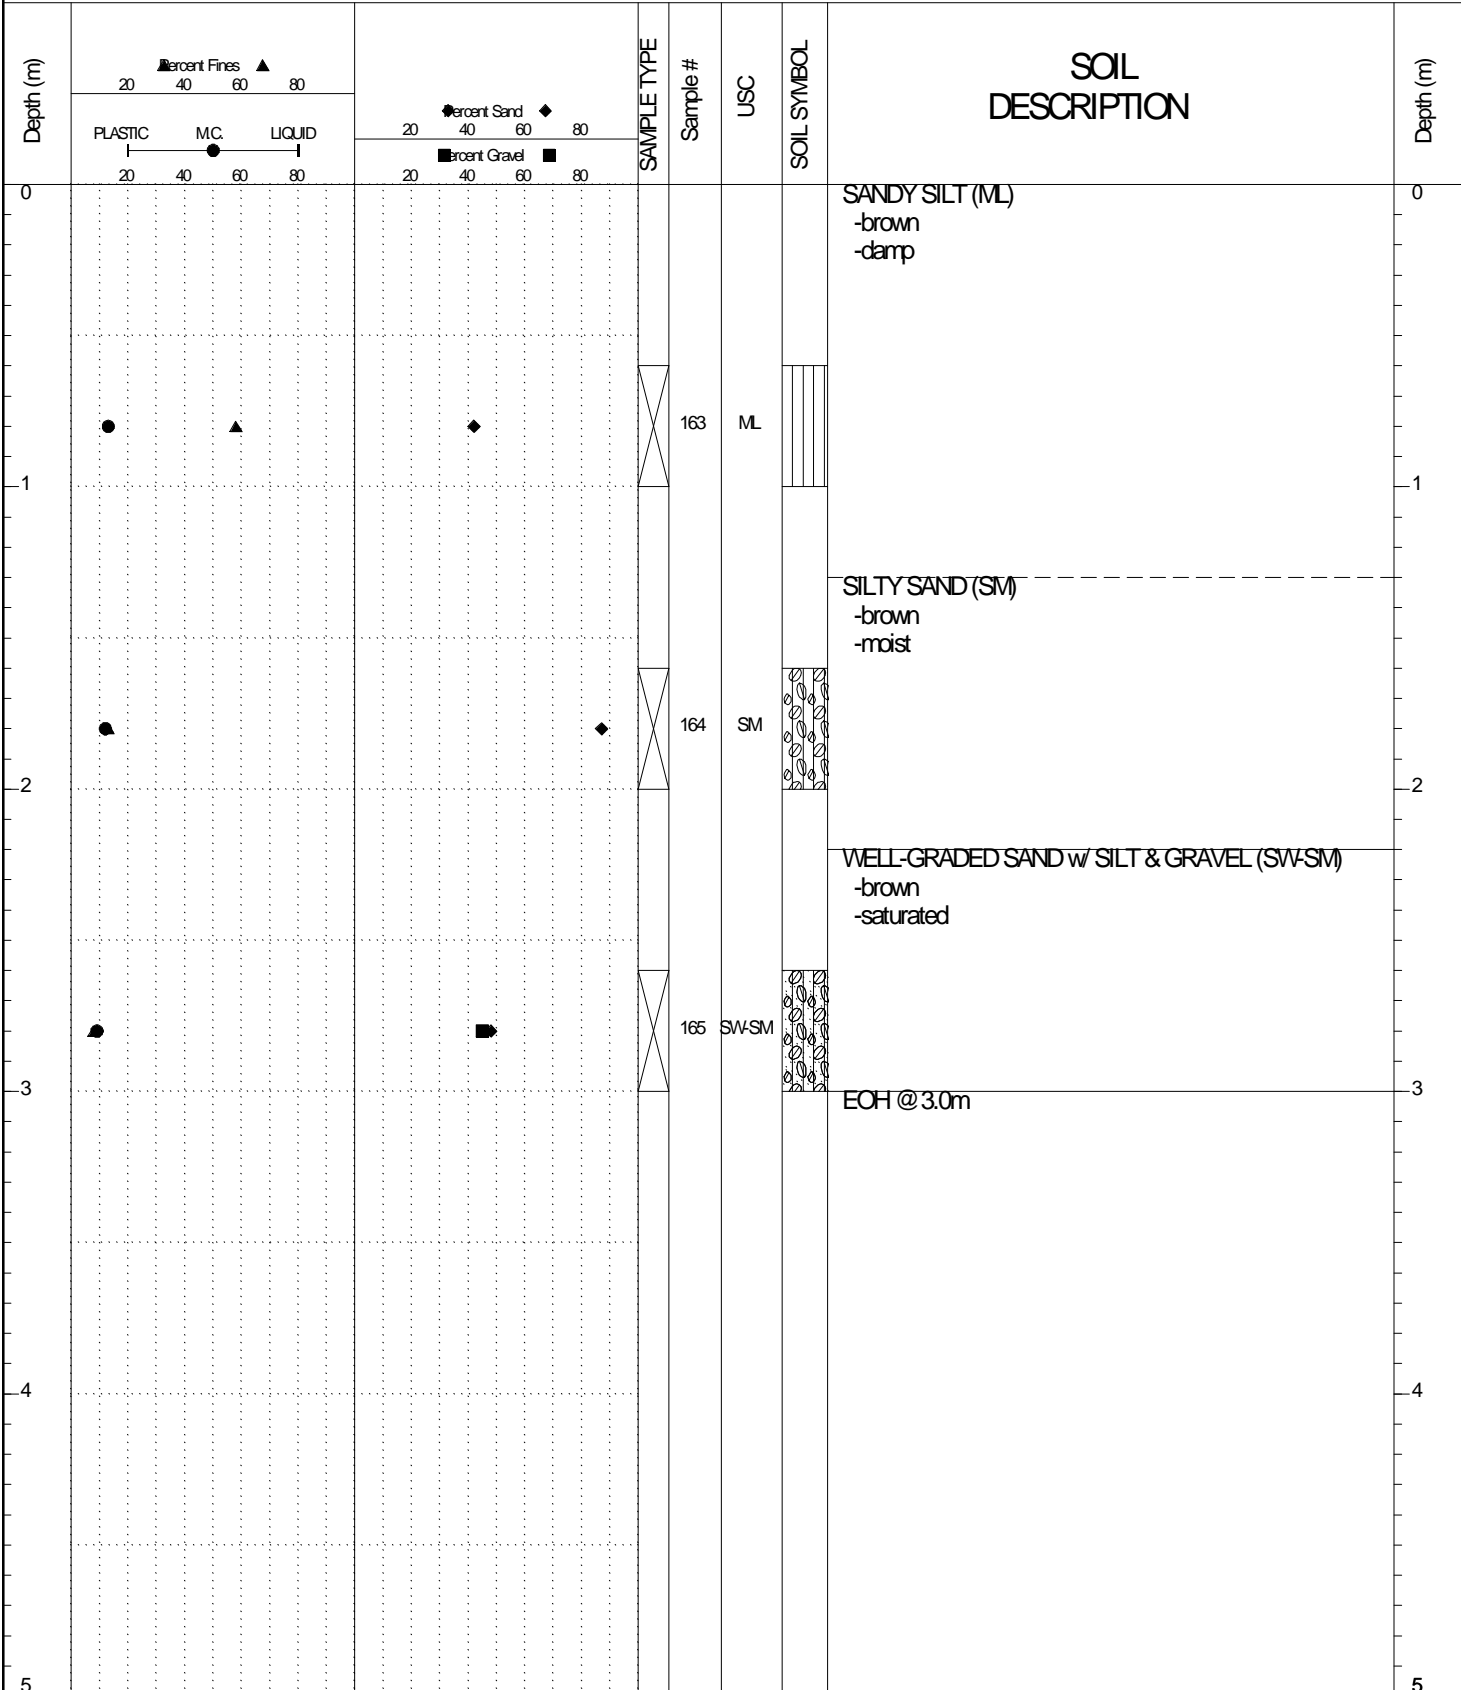 Depth (m)
Percent Fines
20 40 60 80
PLASTIC M.C. LIQUID
20 40 60 80
Percent Sand
20 40 60 80
Percent Gravel
20 40 60 80
SAMPLE TYPE
Sample #
USC
SOIL SYMBOL
SOIL
DESCRIPTION
Depth (m)
0 SANDY SILT (ML) 0
-brown
-damp
163 ML
1 1
SILTY SAND (SM)
-brown
-moist
164 SM
2 2
WELL-GRADED SAND w/ SILT & GRAVEL (SW-SM)
-brown
-saturated
165 SW-SM
3 3
EOH @ 3.0m
4 4
5 5